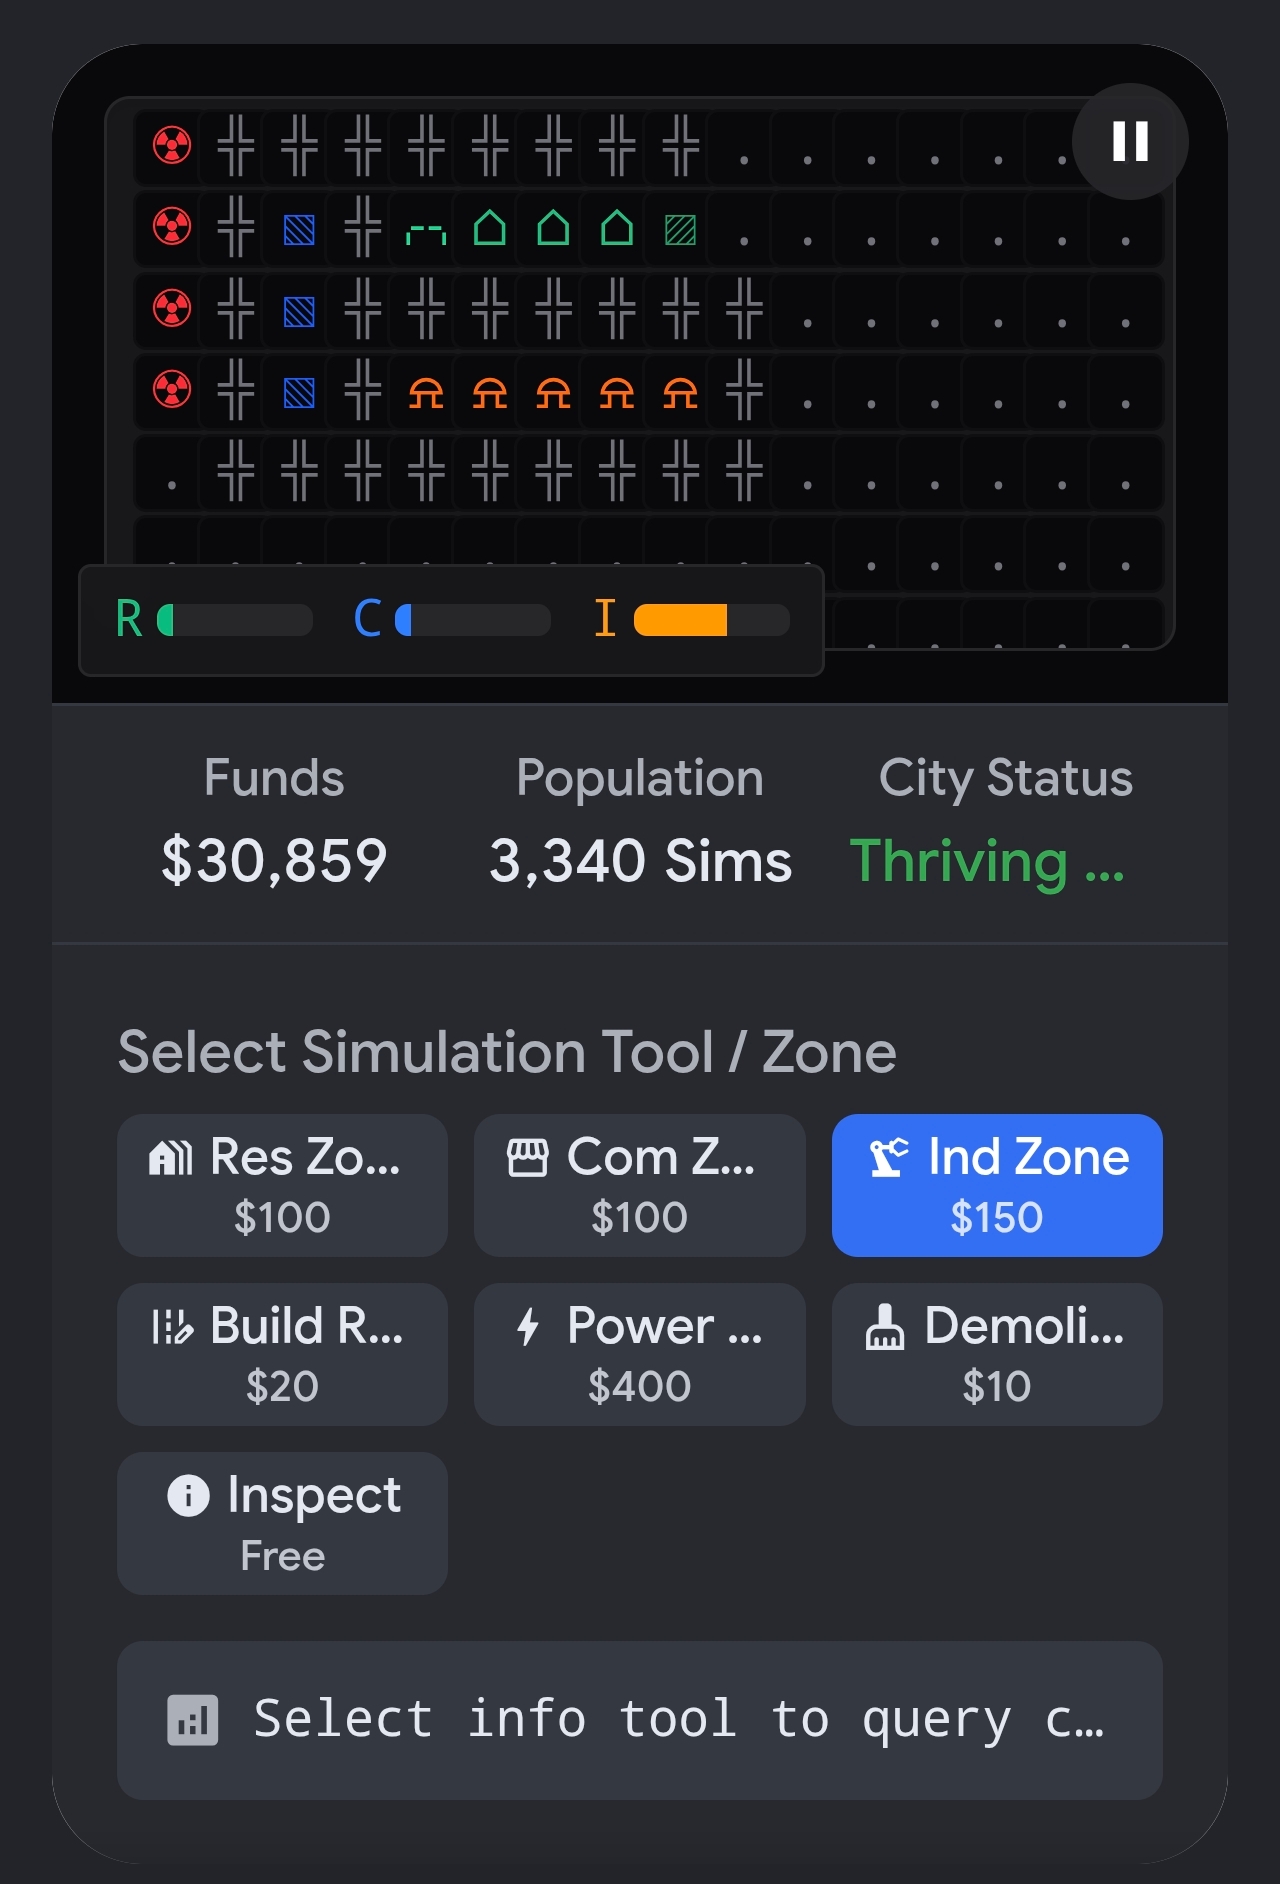 R C I
Funds Population City Status
$30,859 3,340 Sims Thriving ...
Select Simulation Tool / Zone
Res Zo... Com Z... Ind Zone
$100 $100 $150
Build R... Power ... Demoli...
$20 $400 $10
Inspect
Free
Select info tool to query c…